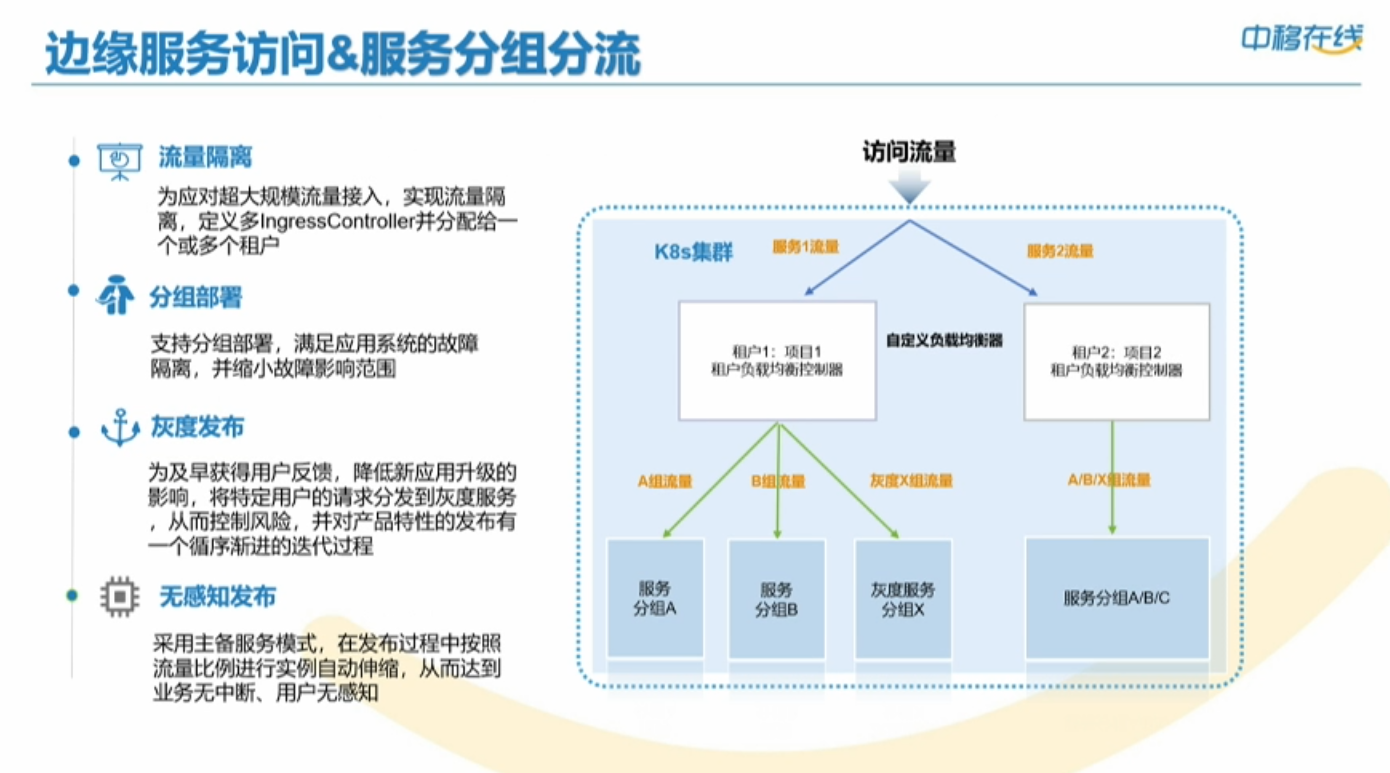 边缘服务访问&服务分组分流
中移在线
流量隔离
为应对超大规模流量接入，实现流量隔
离，定义多IngressController并分配给一
个或多个租户
分组部署
支持分组部署，满足应用系统的故障
隔离，并缩小故障影响范围
灰度发布
为及早获得用户反馈，降低新应用升级的
影响，将特定用户的请求分发到灰度服务
，从而控制风险，并对产品特性的发布有
一个循序渐进的迭代过程
无感知发布
采用主备服务模式，在发布过程中按照
流量比例进行实例自动伸缩，从而达到
业务无中断、用户无感知
访问流量
K8s集群
服务1流量
服务2流量
租户1：项目1
租户负载均衡控制器
自定义负载均衡器
租户2：项目2
租户负载均衡控制器
A组流量
B组流量
灰度X组流量
A/B/X组流量
服务
分组A
服务
分组B
灰度服务
分组X
服务分组A/B/C